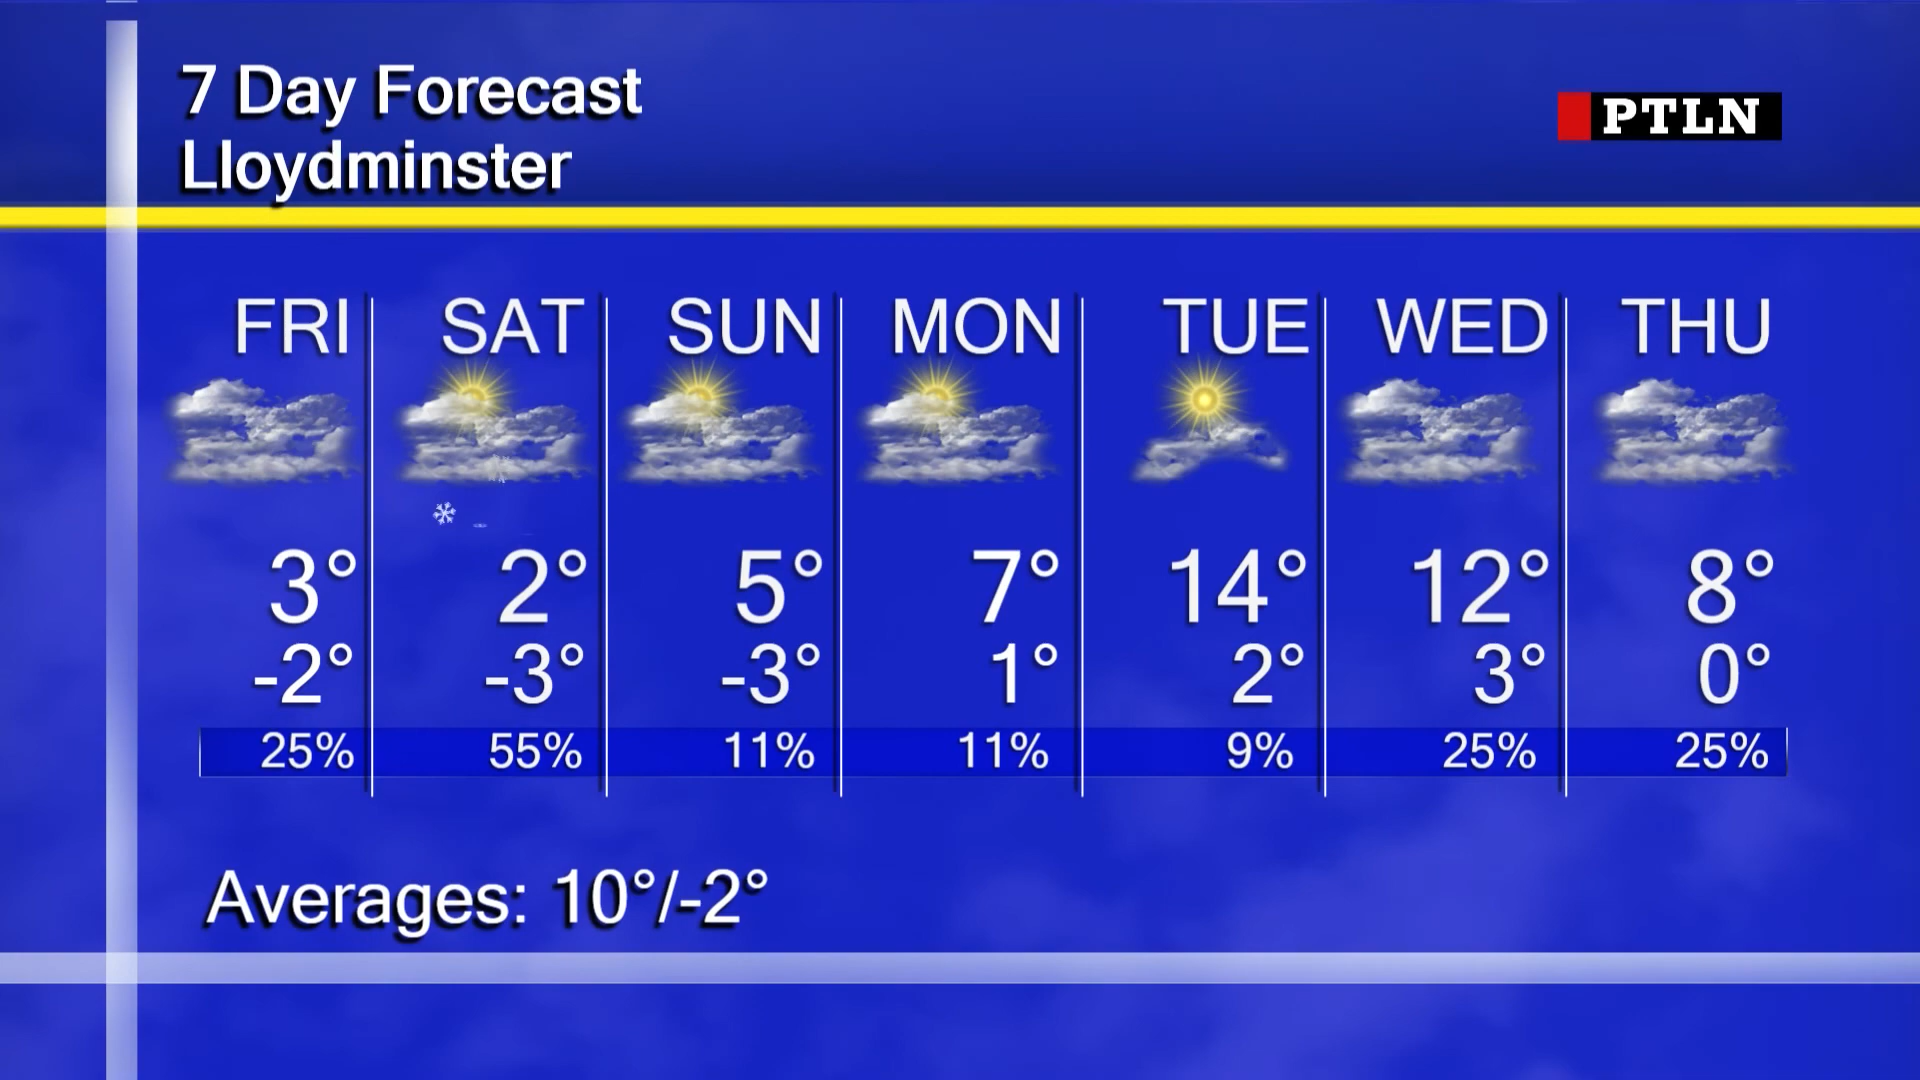 7 Day Forecast
Lloydminster
PTLN
FRI SAT SUN MON TUE WED THU
3° 2° 5° 7° 14° 12° 8°
-2° -3° -3° 1° 2° 3° 0°
25% 55% 11% 11% 9% 25% 25%
Averages: 10°/-2°